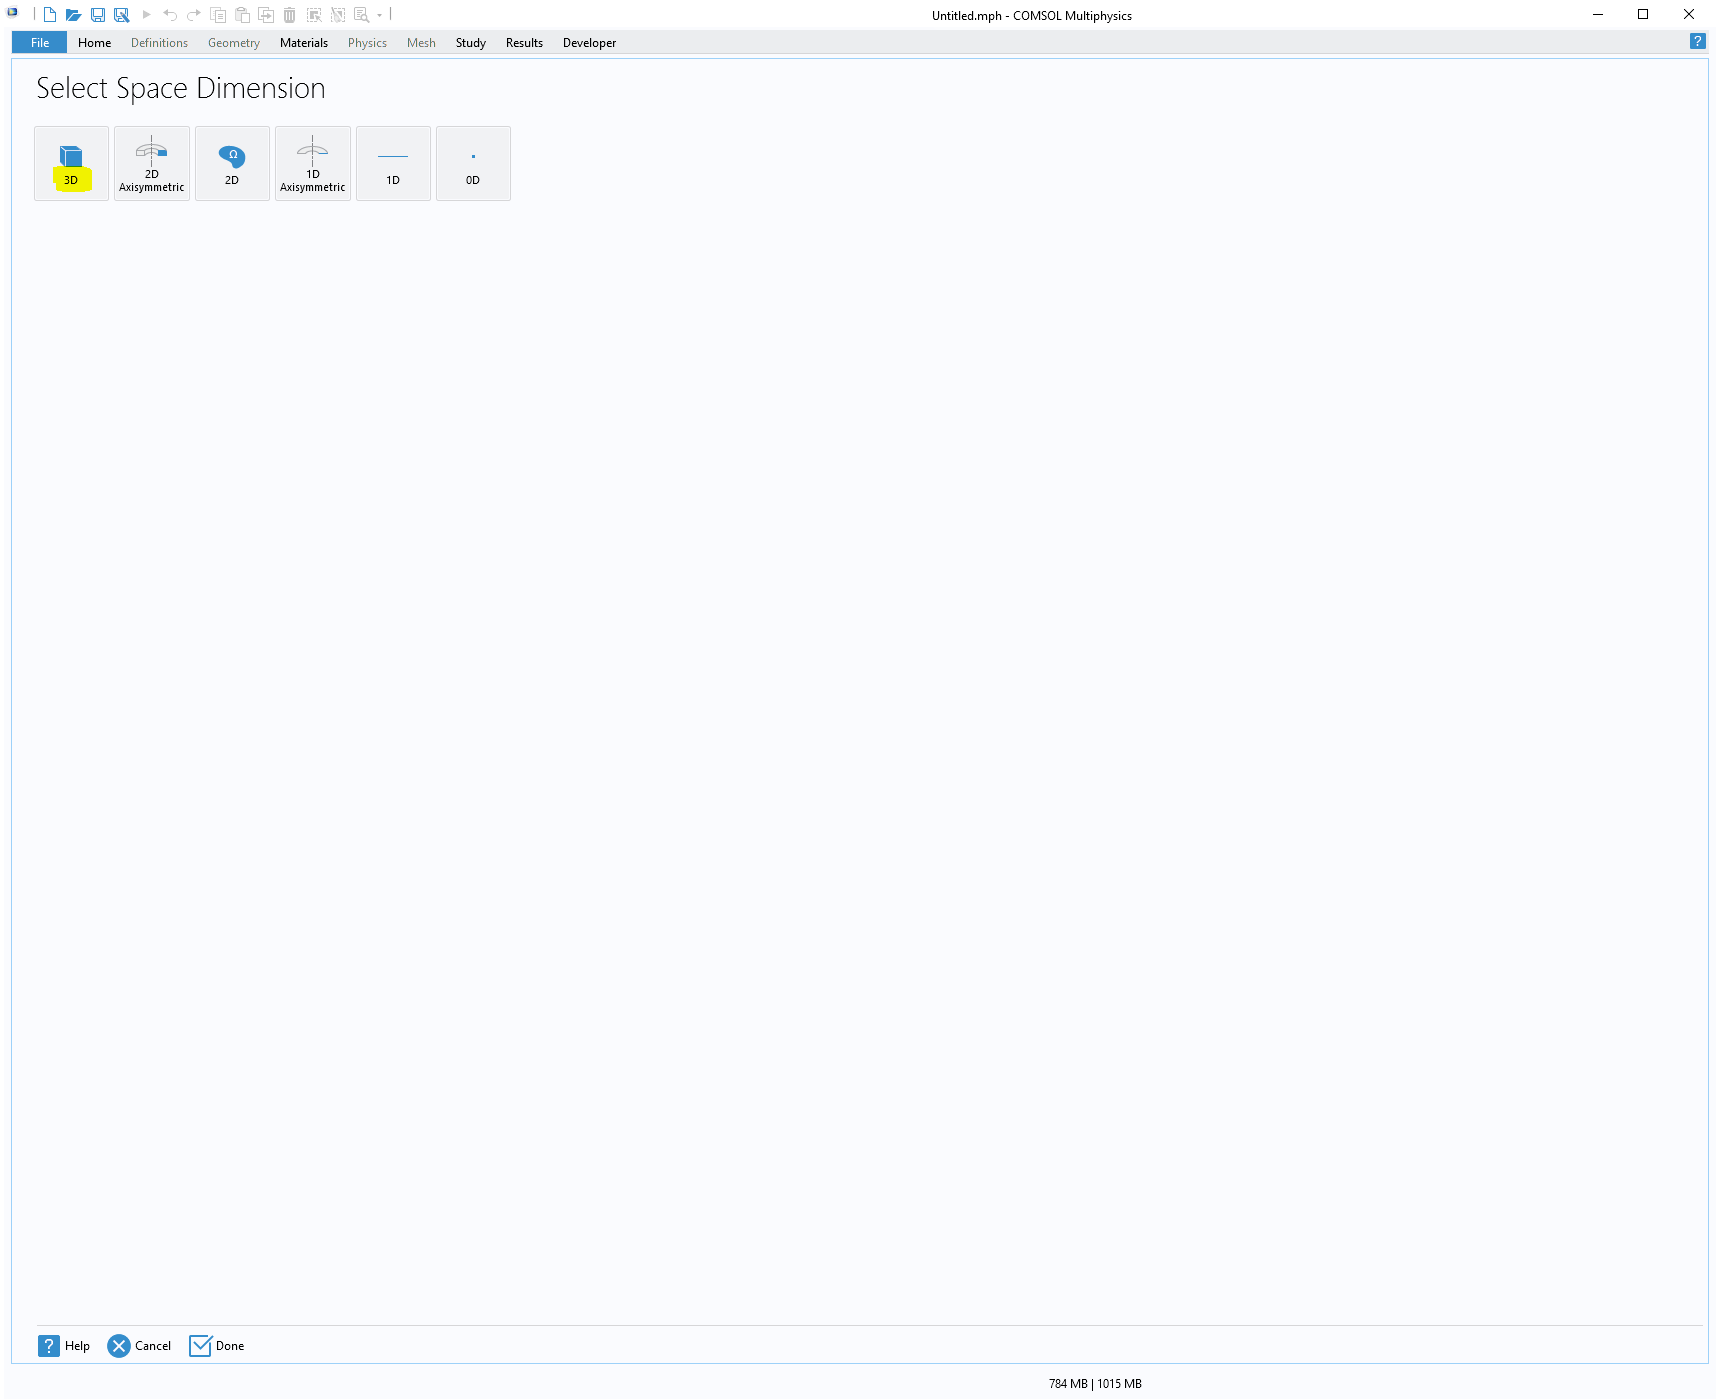 Untitled.mph - COMSOL Multiphysics
File Home Definitions Geometry Materials Physics Mesh Study Results Developer ?
Select Space Dimension
3D
2D
Axisymmetric
Ω
2D
1D
Axisymmetric
1D
0D
? Help Cancel Done
784 MB | 1015 MB